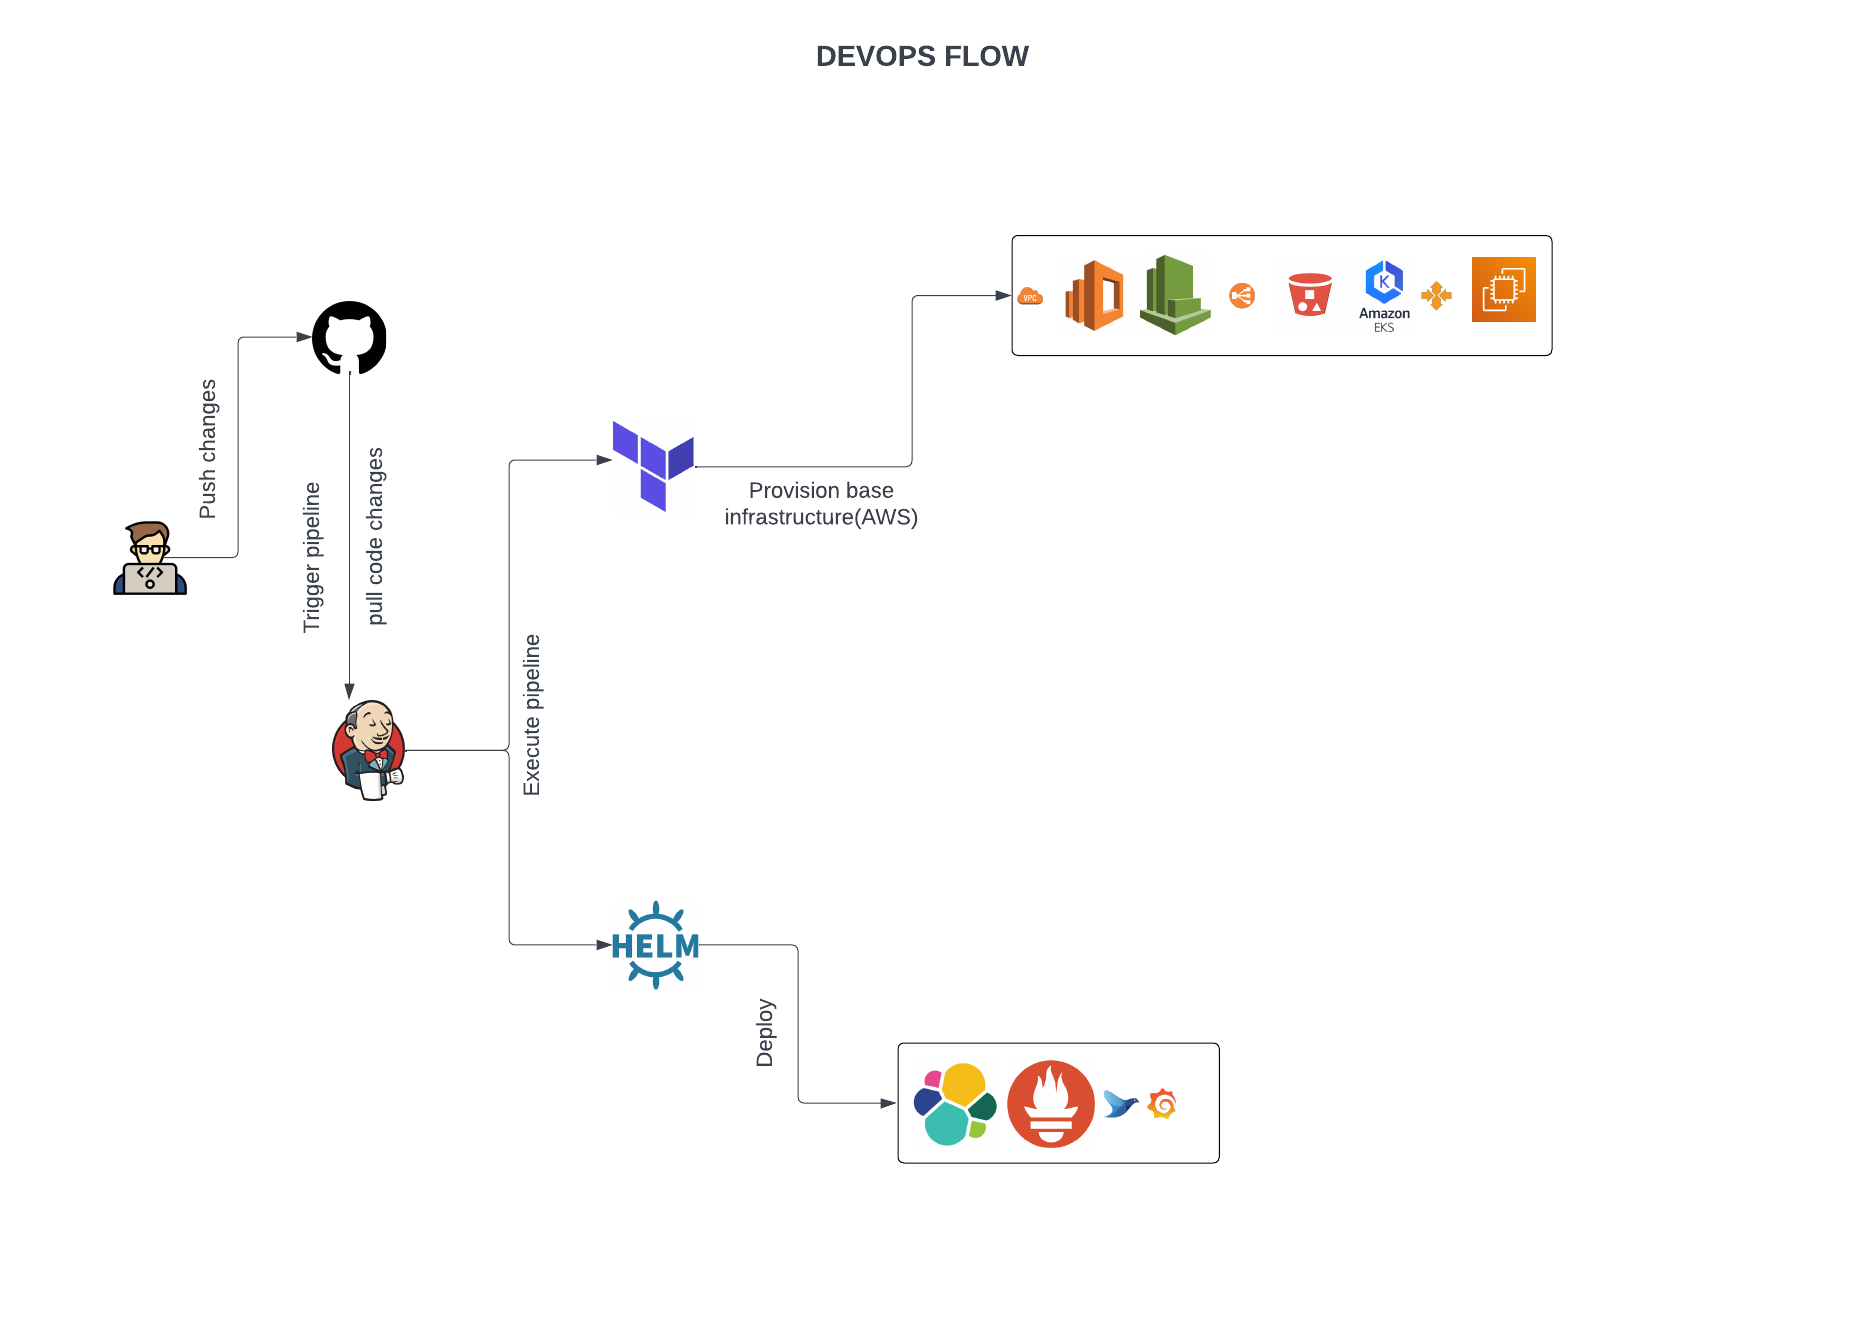 DEVOPS FLOW
VPC
Amazon
EKS
Push changes
Trigger pipeline
pull code changes
Provision base
infrastructure(AWS)
Execute pipeline
HELM
Deploy